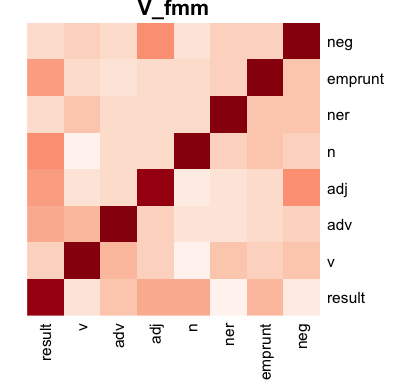 V_fmm
neg
emprunt
ner
n
adj
adv
v
result
result
v
adv
adj
n
ner
emprunt
neg